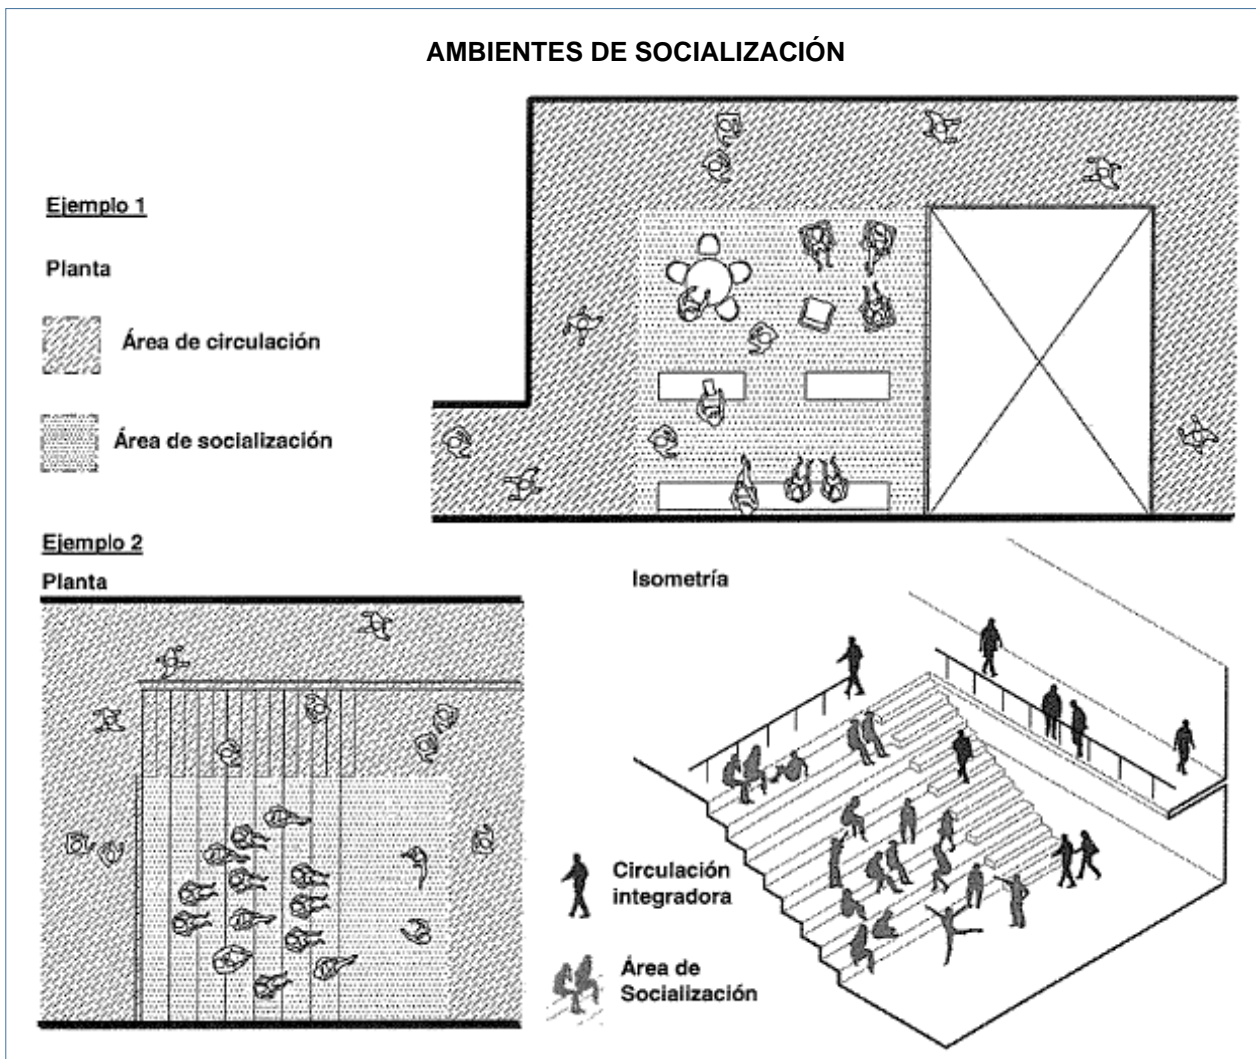 AMBIENTES DE SOCIALIZACIÓN
Ejemplo 1
Planta
Área de circulación
Área de socialización
Ejemplo 2
Planta
Isometría
Circulación
integradora
Área de
Socialización